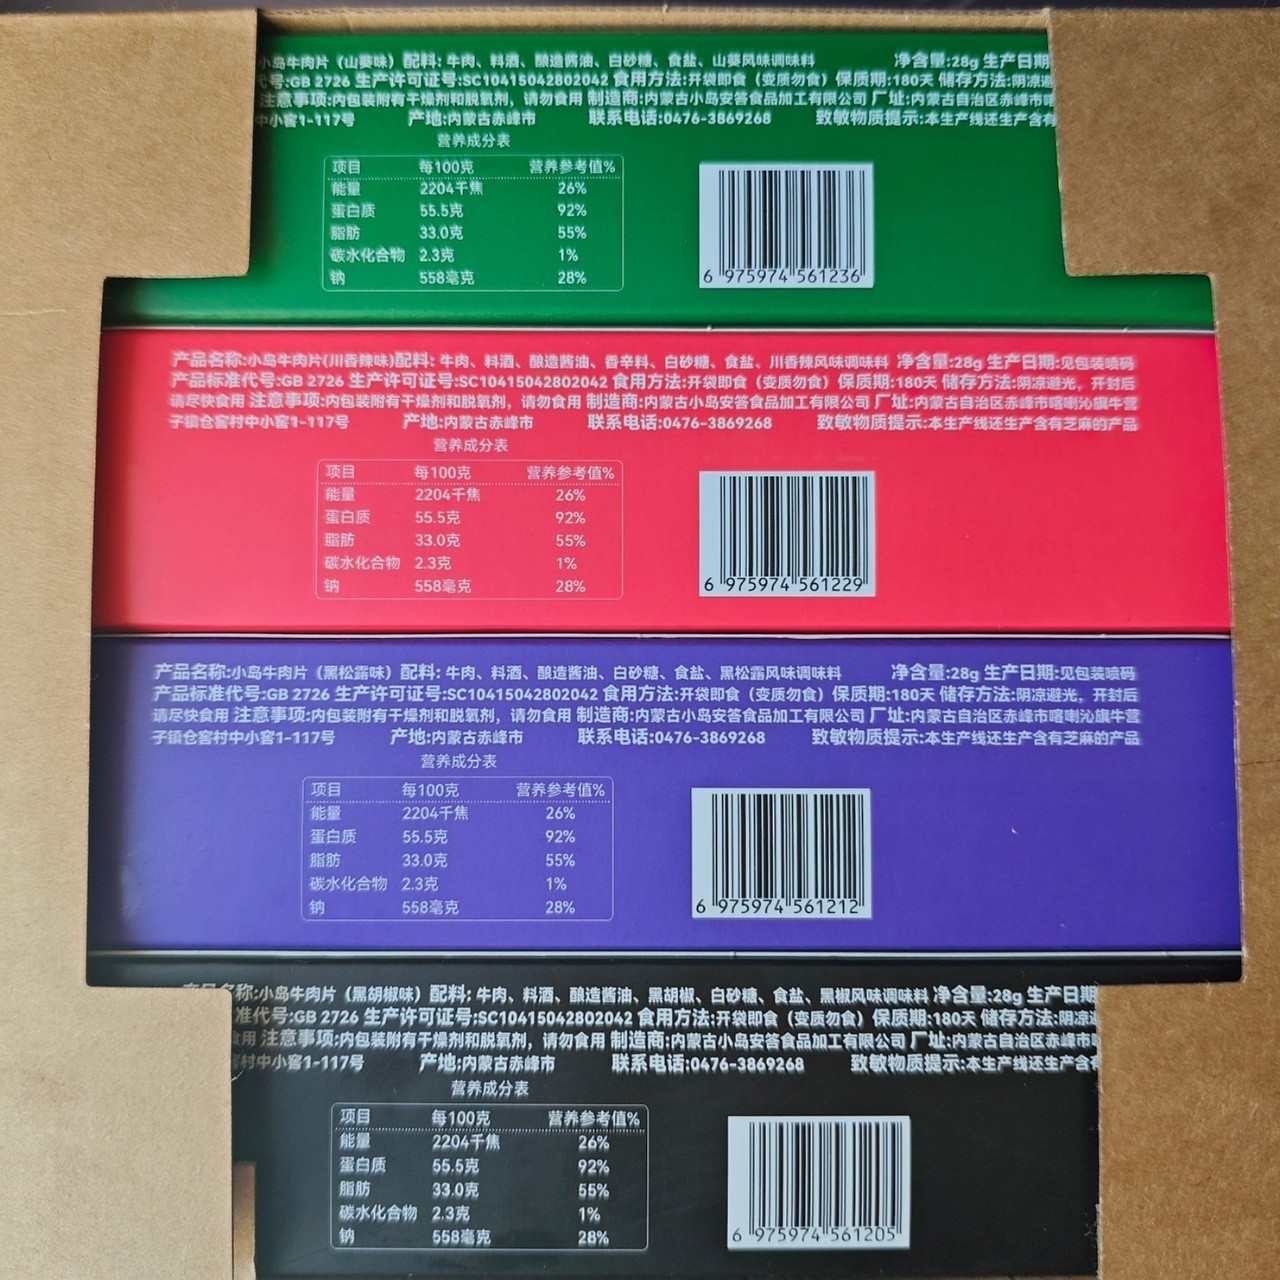 小岛牛肉片（山葵味）配料：牛肉、料酒、酿造酱油、白砂糖、食盐、山葵风味调味料 净含量:28g 生产日期
代号:GB 2726 生产许可证号:SC10415042802042 食用方法:开袋即食（变质勿食）保质期:180天 储存方法:阴凉避
注意事项:内包装附有干燥剂和脱氧剂，请勿食用 制造商:内蒙古小岛安答食品加工有限公司 厂址:内蒙古自治区赤峰市喀
中小窖1-117号 产地:内蒙古赤峰市 联系电话:0476-3869268 致敏物质提示:本生产线还生产含有
营养成分表
项目 每100克 营养参考值%
能量 2204千焦 26%
蛋白质 55.5克 92%
脂肪 33.0克 55%
碳水化合物 2.3克 1%
钠 558毫克 28%
6 975974 561236
产品名称:小岛牛肉片(川香辣味)配料: 牛肉、料酒、酿造酱油、香辛料、白砂糖、食盐、川香辣风味调味料 净含量:28g 生产日期:见包装喷码
产品标准代号:GB 2726 生产许可证号:SC10415042802042 食用方法:开袋即食（变质勿食）保质期:180天 储存方法:阴凉避光，开封后
请尽快食用 注意事项:内包装附有干燥剂和脱氧剂，请勿食用 制造商:内蒙古小岛安答食品加工有限公司 厂址:内蒙古自治区赤峰市喀喇沁旗牛营
子镇仓窖村中小窖1-117号 产地:内蒙古赤峰市 联系电话:0476-3869268 致敏物质提示:本生产线还生产含有芝麻的产品
营养成分表
项目 每100克 营养参考值%
能量 2204千焦 26%
蛋白质 55.5克 92%
脂肪 33.0克 55%
碳水化合物 2.3克 1%
钠 558毫克 28%
6 975974 561229
产品名称:小岛牛肉片（黑松露味）配料: 牛肉、料酒、酿造酱油、白砂糖、食盐、黑松露风味调味料 净含量:28g 生产日期:见包装喷码
产品标准代号:GB 2726 生产许可证号:SC10415042802042 食用方法:开袋即食（变质勿食）保质期:180天 储存方法:阴凉避光，开封后
请尽快食用 注意事项:内包装附有干燥剂和脱氧剂，请勿食用 制造商:内蒙古小岛安答食品加工有限公司 厂址:内蒙古自治区赤峰市喀喇沁旗牛营
子镇仓窖村中小窖1-117号 产地:内蒙古赤峰市 联系电话:0476-3869268 致敏物质提示:本生产线还生产含有芝麻的产品
营养成分表
项目 每100克 营养参考值%
能量 2204千焦 26%
蛋白质 55.5克 92%
脂肪 33.0克 55%
碳水化合物 2.3克 1%
钠 558毫克 28%
6 975974 561212
产品名称:小岛牛肉片（黑胡椒味）配料: 牛肉、料酒、酿造酱油、黑胡椒、白砂糖、食盐、黑椒风味调味料 净含量:28g 生产日期
准代号:GB 2726 生产许可证号:SC10415042802042 食用方法:开袋即食（变质勿食）保质期:180天 储存方法:阴凉
食用 注意事项:内包装附有干燥剂和脱氧剂，请勿食用 制造商:内蒙古小岛安答食品加工有限公司 厂址:内蒙古自治区赤峰市
村中小窖1-117号 产地:内蒙古赤峰市 联系电话:0476-3869268 致敏物质提示:本生产线还生产含
营养成分表
项目 每100克 营养参考值%
能量 2204千焦 26%
蛋白质 55.5克 92%
脂肪 33.0克 55%
碳水化合物 2.3克 1%
钠 558毫克 28%
6 975974 561205